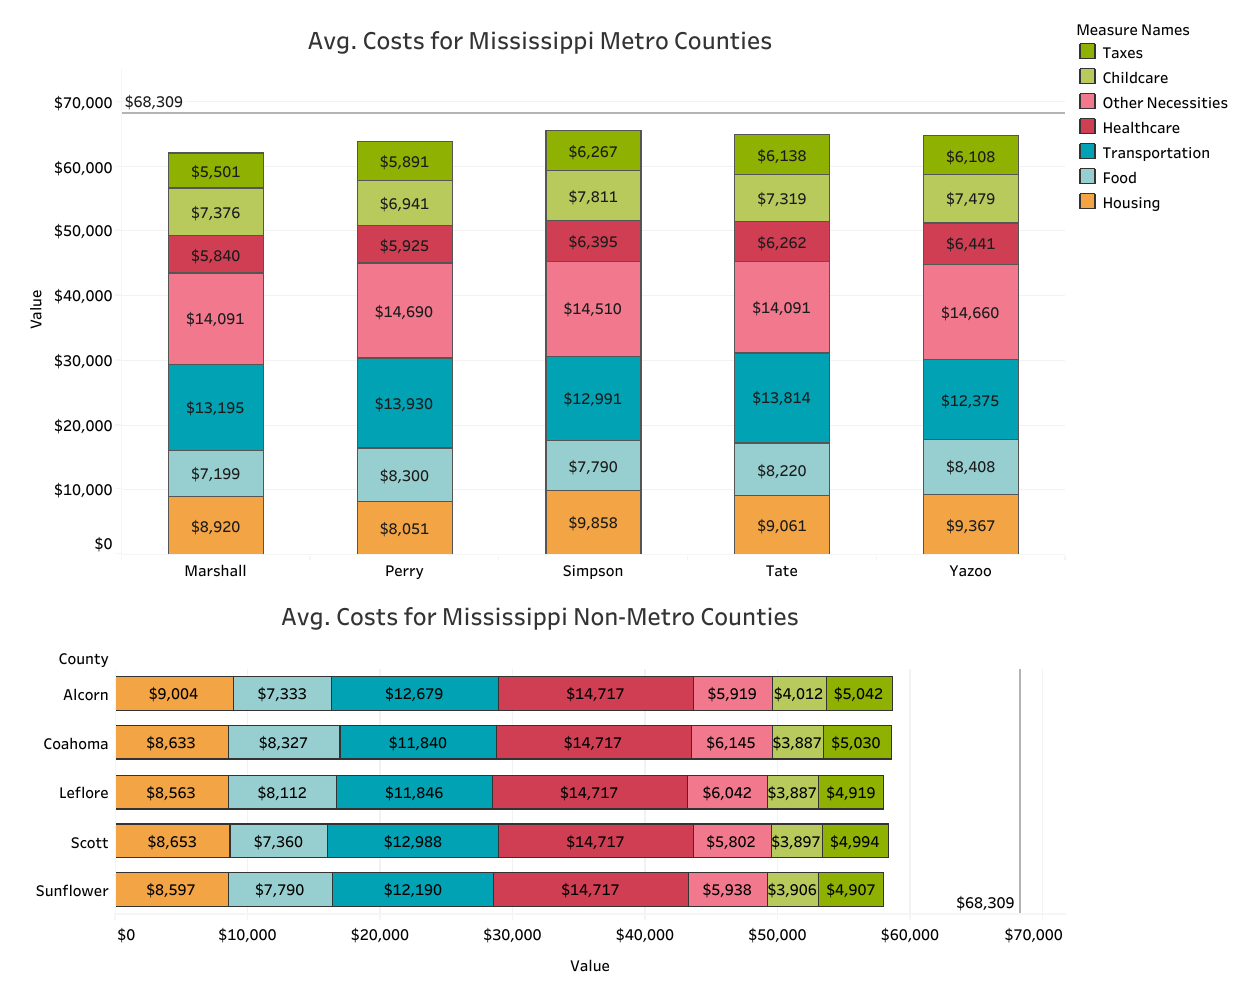 Avg. Costs for Mississippi Metro Counties
Measure Names
Taxes
Childcare
Other Necessities
Healthcare
Transportation
Food
Housing
$70,000
$68,309
$60,000
$50,000
$40,000
$30,000
$20,000
$10,000
$0
Value
$5,501 $5,891 $6,267 $6,138 $6,108
$7,376 $6,941 $7,811 $7,319 $7,479
$5,840 $5,925 $6,395 $6,262 $6,441
$14,091 $14,690 $14,510 $14,091 $14,660
$13,195 $13,930 $12,991 $13,814 $12,375
$7,199 $8,300 $7,790 $8,220 $8,408
$8,920 $8,051 $9,858 $9,061 $9,367
Marshall Perry Simpson Tate Yazoo
Avg. Costs for Mississippi Non-Metro Counties
County
Alcorn $9,004 $7,333 $12,679 $14,717 $5,919 $4,012 $5,042
Coahoma $8,633 $8,327 $11,840 $14,717 $6,145 $3,887 $5,030
Leflore $8,563 $8,112 $11,846 $14,717 $6,042 $3,887 $4,919
Scott $8,653 $7,360 $12,988 $14,717 $5,802 $3,897 $4,994
Sunflower $8,597 $7,790 $12,190 $14,717 $5,938 $3,906 $4,907
$68,309
$0 $10,000 $20,000 $30,000 $40,000 $50,000 $60,000 $70,000
Value